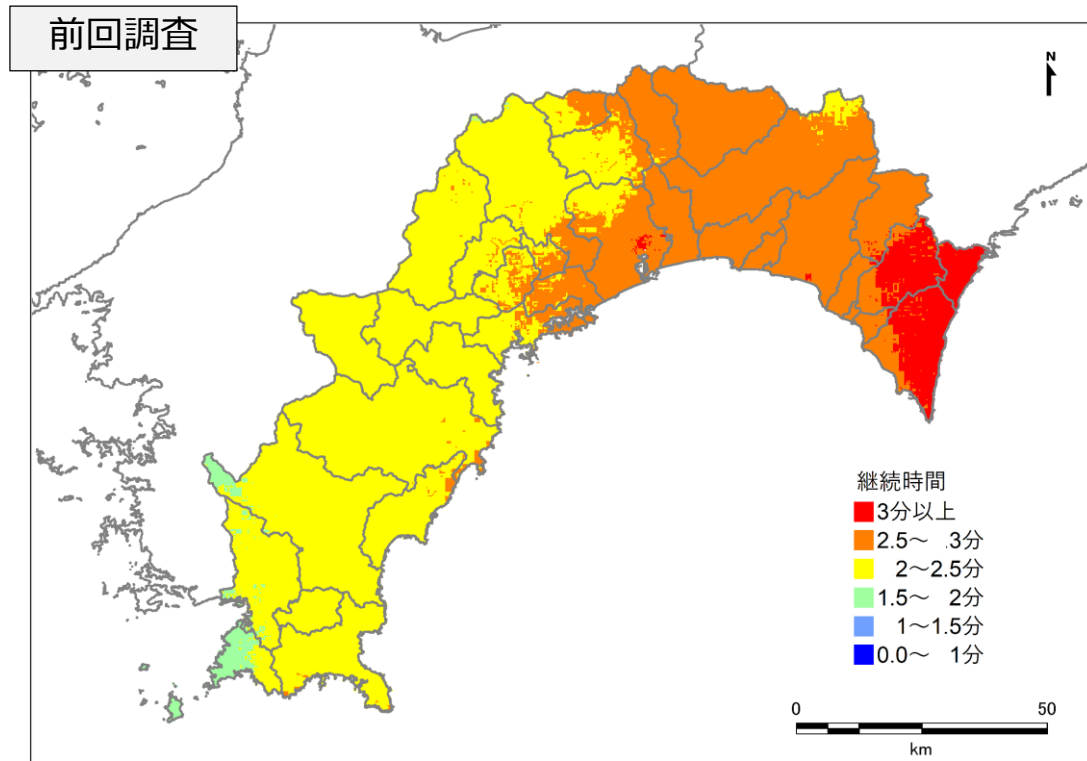 前回調査
N
継続時間
3分以上
2.5～ .3分
2～2.5分
1.5～ 2分
1～1.5分
0.0～ 1分
0 50
km